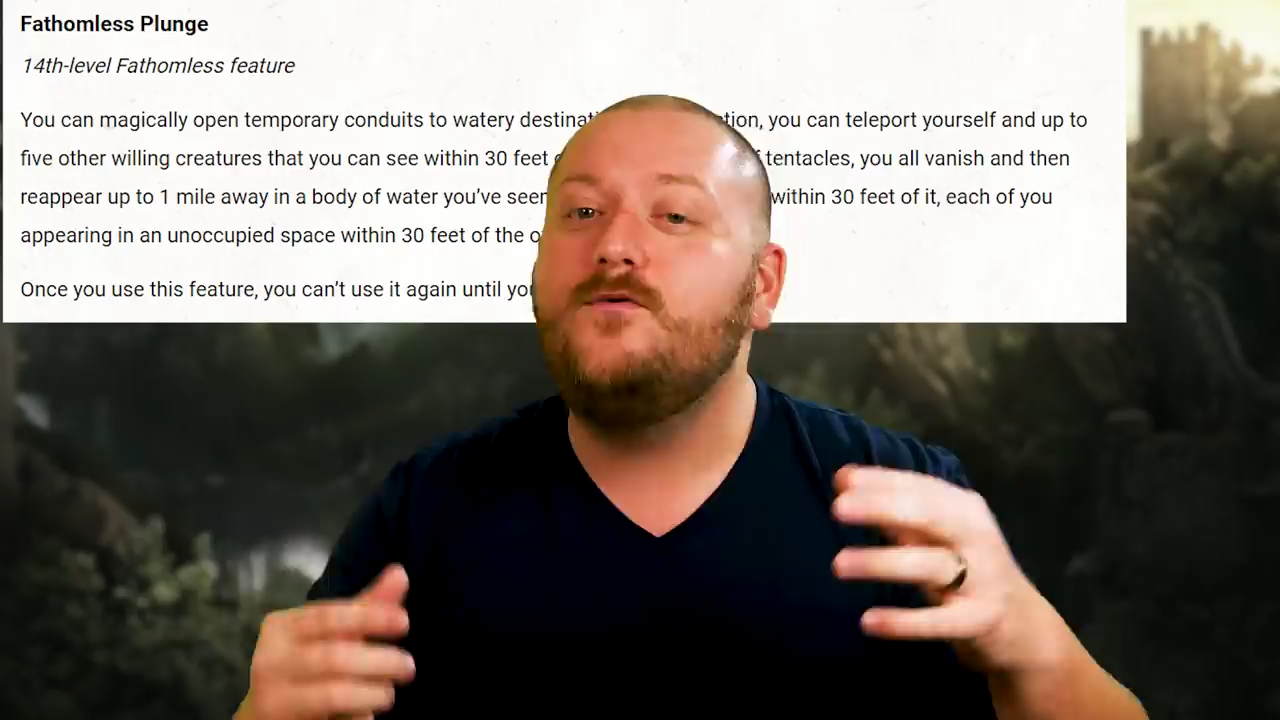 Fathomless Plunge
14th-level Fathomless feature
You can magically open temporary conduits to watery you can teleport yourself and up to
five other willing creatures that you can see within 30 feet tentacles, you all vanish and then
reappear up to 1 mile away in a body of water you've seen within 30 feet of it, each of you
appearing in an unoccupied space within 30 feet of the
Once you use this feature, you can't use it again until